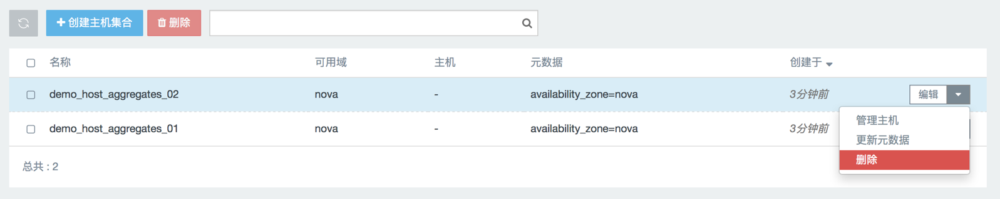 + 创建主机集合 删除
名称 可用域 主机 元数据 创建于
demo_host_aggregates_02 nova - availability_zone=nova 3分钟前 编辑
管理主机
demo_host_aggregates_01 nova - availability_zone=nova 3分钟前
更新元数据
删除
总共 : 2